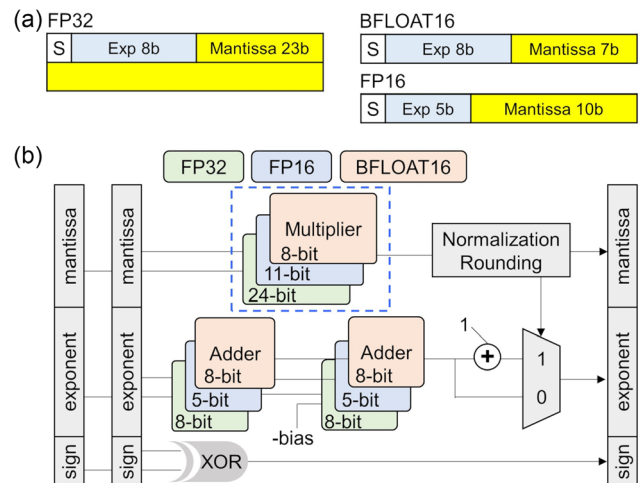 (a) FP32
S Exp 8b Mantissa 23b
BFLOAT16
S Exp 8b Mantissa 7b
FP16
S Exp 5b Mantissa 10b
(b)
FP32 FP16 BFLOAT16
mantissa mantissa
Multiplier
8-bit
11-bit
24-bit
Normalization
Rounding
mantissa
exponent exponent
Adder
8-bit
5-bit
8-bit
Adder
8-bit
5-bit
8-bit
-bias
1
+
1
0
exponent
sign sign
XOR
sign